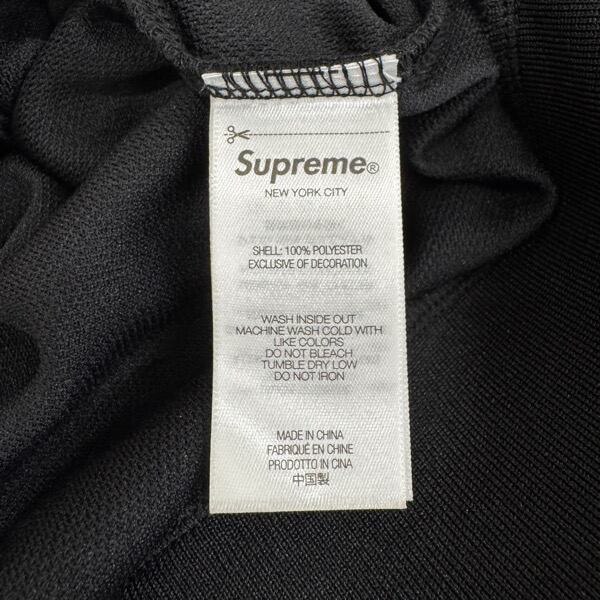 Supreme®
NEW YORK CITY
SHELL: 100% POLYESTER
EXCLUSIVE OF DECORATION
WASH INSIDE OUT
MACHINE WASH COLD WITH
LIKE COLORS
DO NOT BLEACH
TUMBLE DRY LOW
DO NOT IRON
MADE IN CHINA
FABRIQUÉ EN CHINE
PRODOTTO IN CINA
中国製